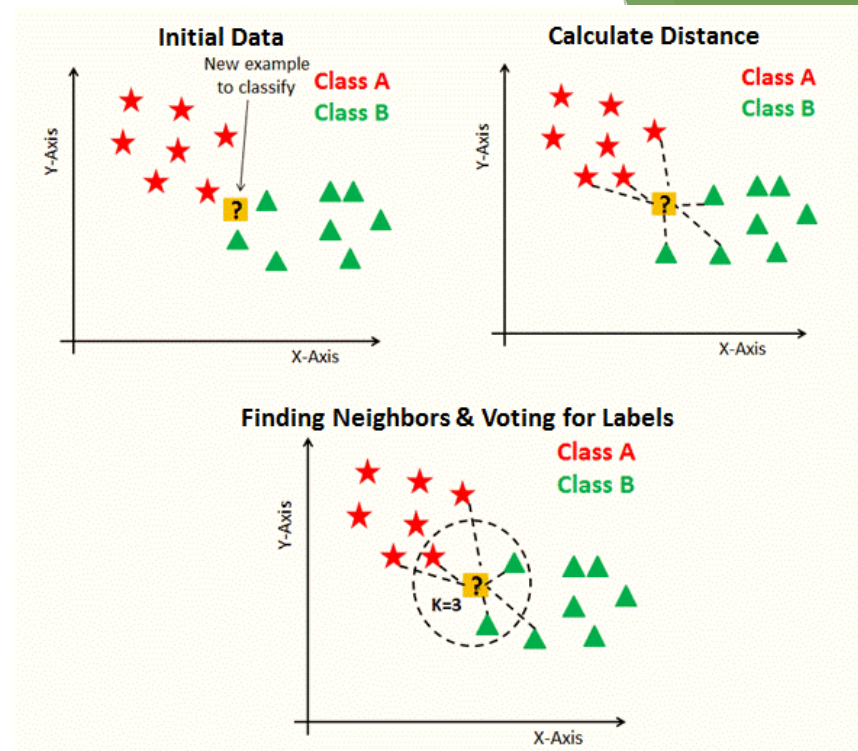 Initial Data
New example
to classify
Class A
Class B
Y-Axis
?
X-Axis
Calculate Distance
Class A
Class B
Y-Axis
?
X-Axis
Finding Neighbors & Voting for Labels
Class A
Class B
Y-Axis
?
K=3
X-Axis